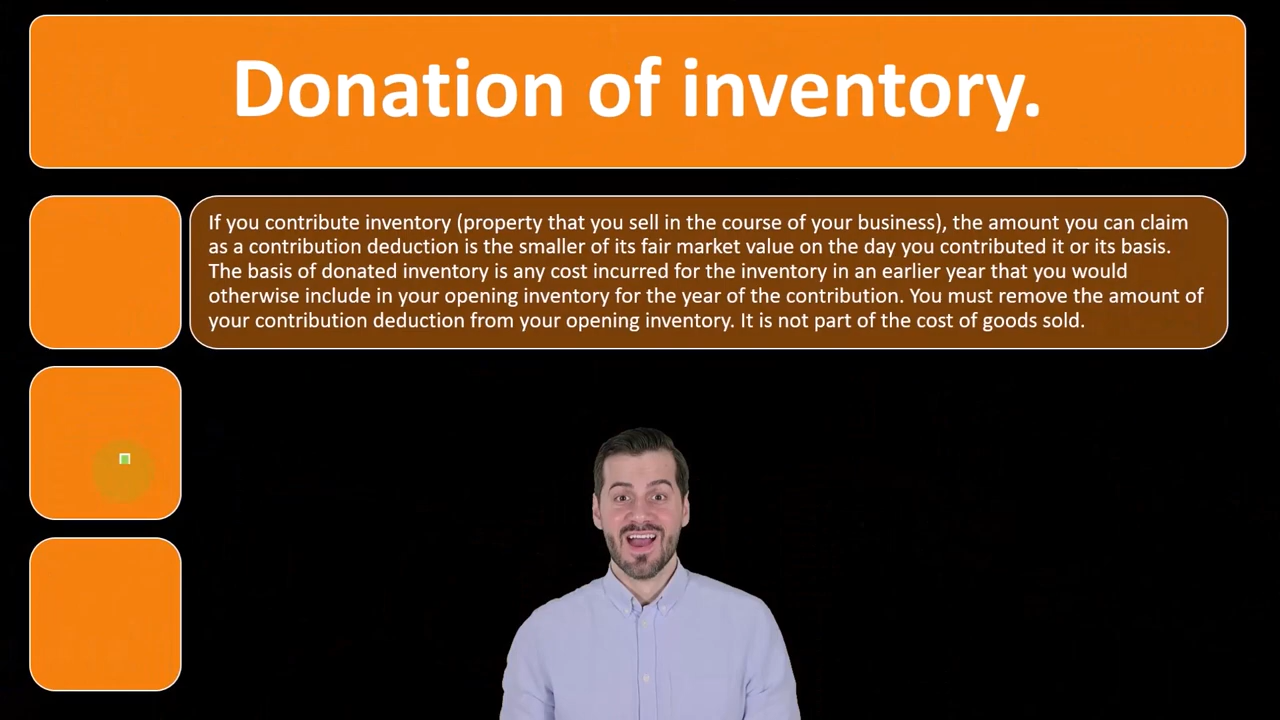 Donation of inventory.
If you contribute inventory (property that you sell in the course of your business), the amount you can claim
as a contribution deduction is the smaller of its fair market value on the day you contributed it or its basis.
The basis of donated inventory is any cost incurred for the inventory in an earlier year that you would
otherwise include in your opening inventory for the year of the contribution. You must remove the amount of
your contribution deduction from your opening inventory. It is not part of the cost of goods sold.